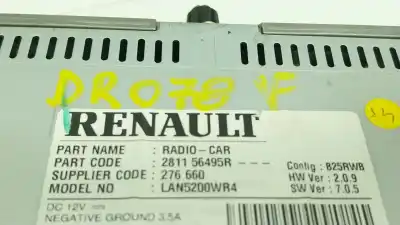 DR078 F
RENAULT
PART NAME : RADIO-CAR
PART CODE : 2811 56495R - - -
SUPPLIER CODE : 276 660
MODEL NO : LAN5200WR4
Config : B25RWB
HW Ver : 2.0.9
SW Ver : 7.0.5
DC 12V
NEGATIVE GROUND 3.5A